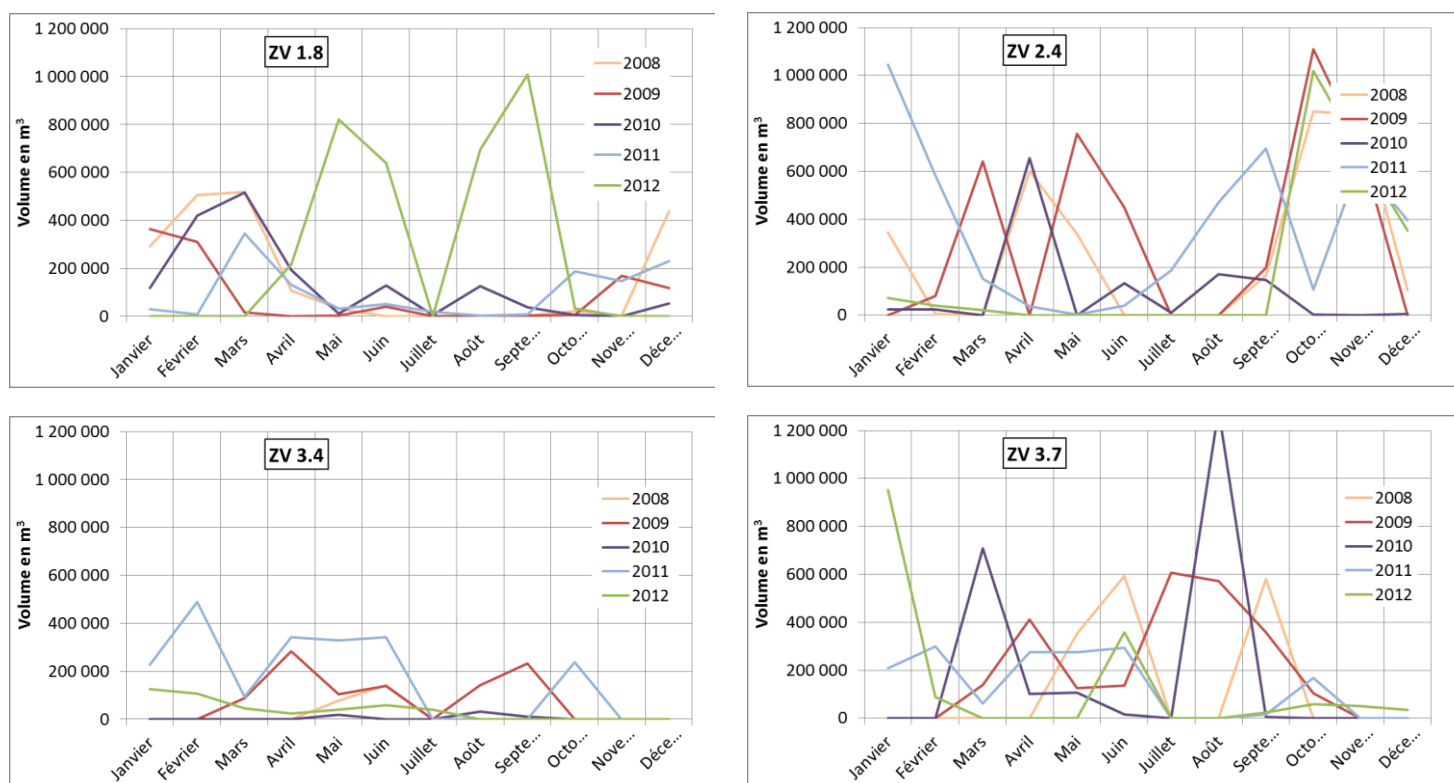 ZV 1.8
Volume en m³
1 200 000
1 000 000
800 000
600 000
400 000
200 000
0
2008
2009
2010
2011
2012
Janvier
Février
Mars
Avril
Mai
Juin
Juillet
Août
Septe...
Octo...
Nove...
Déce...
ZV 2.4
Volume en m³
1 200 000
1 000 000
800 000
600 000
400 000
200 000
0
2008
2009
2010
2011
2012
Janvier
Février
Mars
Avril
Mai
Juin
Juillet
Août
Septe...
Octo...
Nove...
Déce...
ZV 3.4
Volume en m³
1 200 000
1 000 000
800 000
600 000
400 000
200 000
0
2008
2009
2010
2011
2012
Janvier
Février
Mars
Avril
Mai
Juin
Juillet
Août
Septe...
Octo...
Nove...
Déce...
ZV 3.7
Volume en m³
1 200 000
1 000 000
800 000
600 000
400 000
200 000
0
2008
2009
2010
2011
2012
Janvier
Février
Mars
Avril
Mai
Juin
Juillet
Août
Septe...
Octo...
Nove...
Déce...